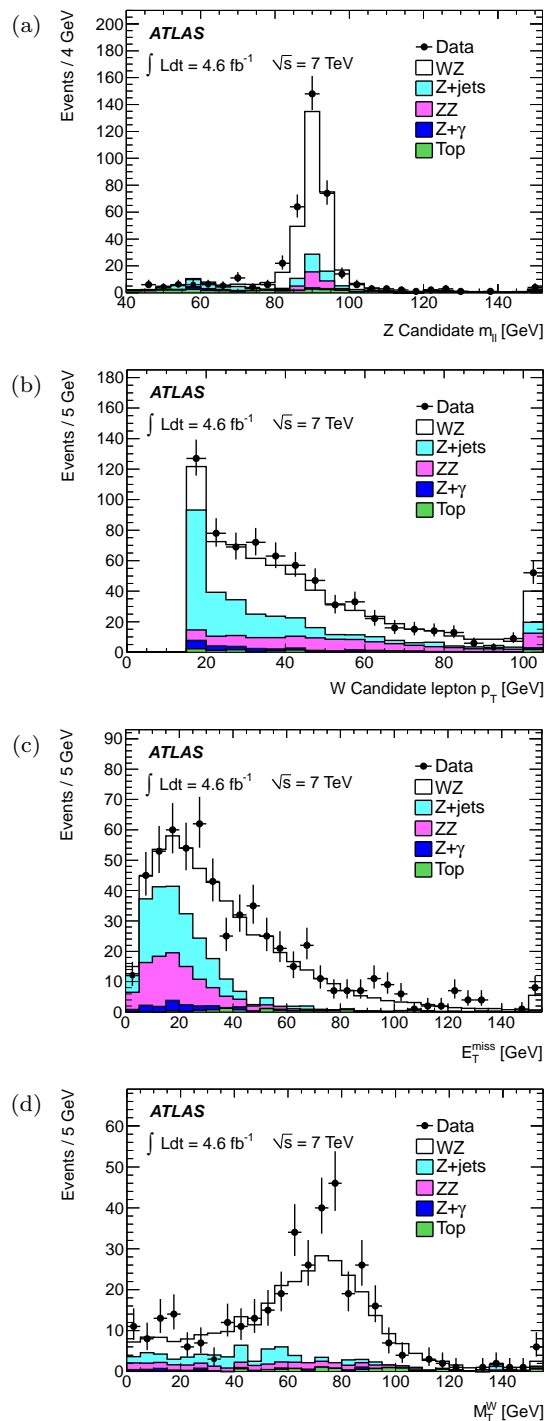 (a)
Events / 4 GeV
200
180
160
140
120
100
80
60
40
20
0
ATLAS
∫ Ldt = 4.6 fb⁻¹ √s = 7 TeV
Data
WZ
Z+jets
ZZ
Z+γ
Top
40 60 80 100 120 140
Z Candidate m_ll [GeV]
(b)
Events / 5 GeV
180
160
140
120
100
80
60
40
20
0
ATLAS
∫ Ldt = 4.6 fb⁻¹ √s = 7 TeV
Data
WZ
Z+jets
ZZ
Z+γ
Top
0 20 40 60 80 100
W Candidate lepton p_T [GeV]
(c)
Events / 5 GeV
90
80
70
60
50
40
30
20
10
0
ATLAS
∫ Ldt = 4.6 fb⁻¹ √s = 7 TeV
Data
WZ
Z+jets
ZZ
Z+γ
Top
0 20 40 60 80 100 120 140
E_T^miss [GeV]
(d)
Events / 5 GeV
60
50
40
30
20
10
0
ATLAS
∫ Ldt = 4.6 fb⁻¹ √s = 7 TeV
Data
WZ
Z+jets
ZZ
Z+γ
Top
0 20 40 60 80 100 120 140
M_T^W [GeV]